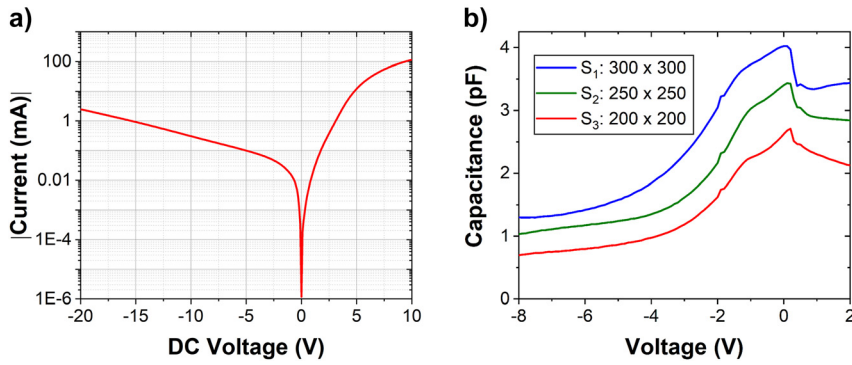 a)
|Current (mA)|
100
1
0.01
1E-4
1E-6
-20
-15
-10
-5
0
5
10
DC Voltage (V)
b)
Capacitance (pF)
4
3
2
1
0
S1: 300 x 300
S2: 250 x 250
S3: 200 x 200
-8
-6
-4
-2
0
2
Voltage (V)